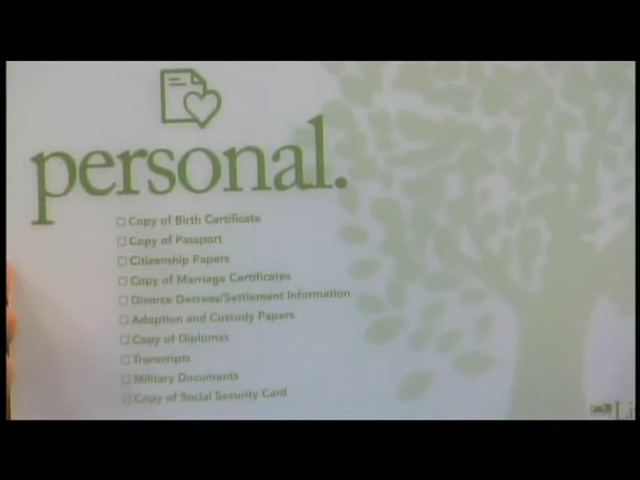 personal.
Copy of Birth Certificate
Copy of Passport
Citizenship Papers
Copy of Marriage Certificates
Divorce Decrees/Settlement Information
Adoption and Custody Papers
Copy of Diplomas
Transcripts
Military Documents
Copy of Social Security Card